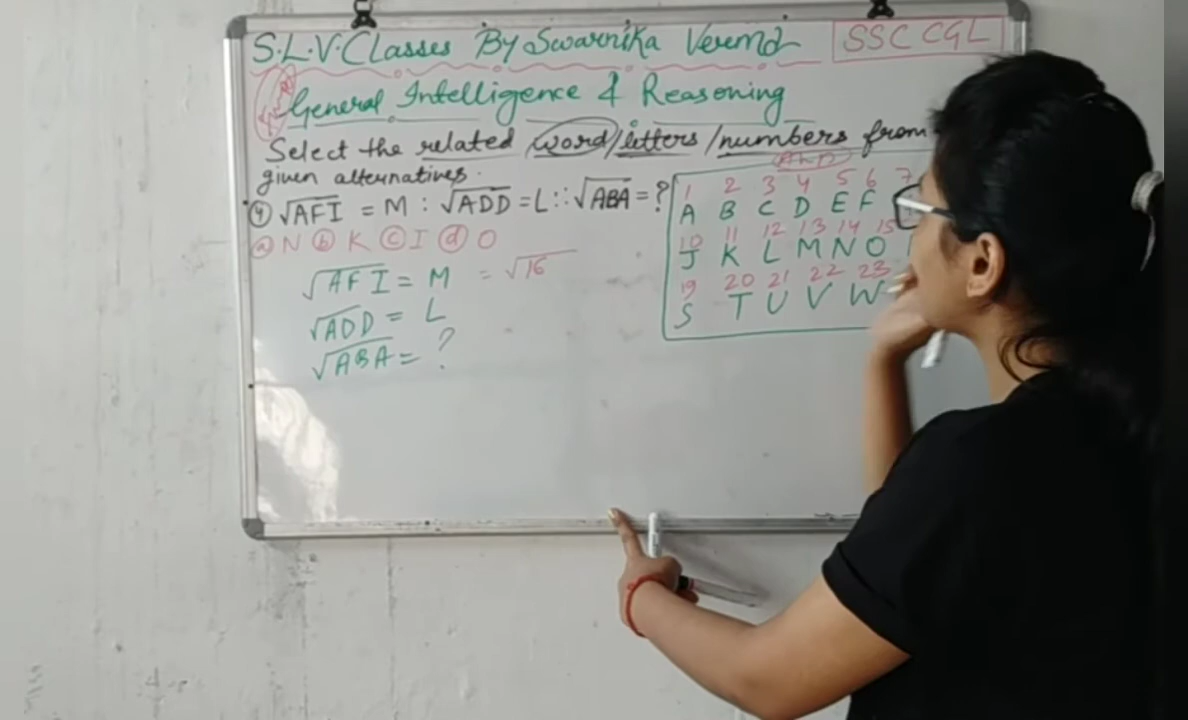 S.L.V. Classes By Swarnika Verma SSC CGL
General Intelligence & Reasoning
Select the related word/letters/numbers from
given alternatives.
9 √AFI = M : √ADD = L :: √ABA = ?
a N b K c I d O
√AFI = M = √16
√ADD = L
√ABA = ?
1 2 3 4 5 6 7
A B C D E F
10 11 12 13 14 15
J K L M N O
19 20 21 22 23
S T U V W